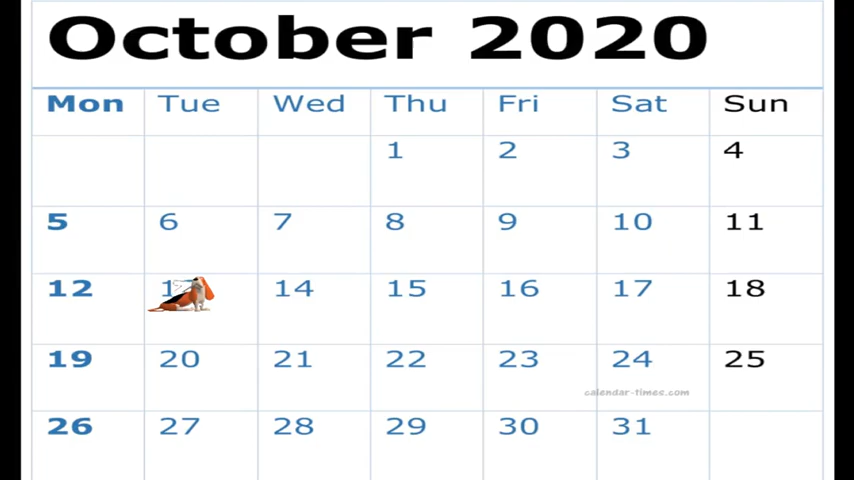 October 2020
Mon Tue Wed Thu Fri Sat Sun
1 2 3 4
5 6 7 8 9 10 11
12 14 15 16 17 18
19 20 21 22 23 24 25
calendar-times.com
26 27 28 29 30 31